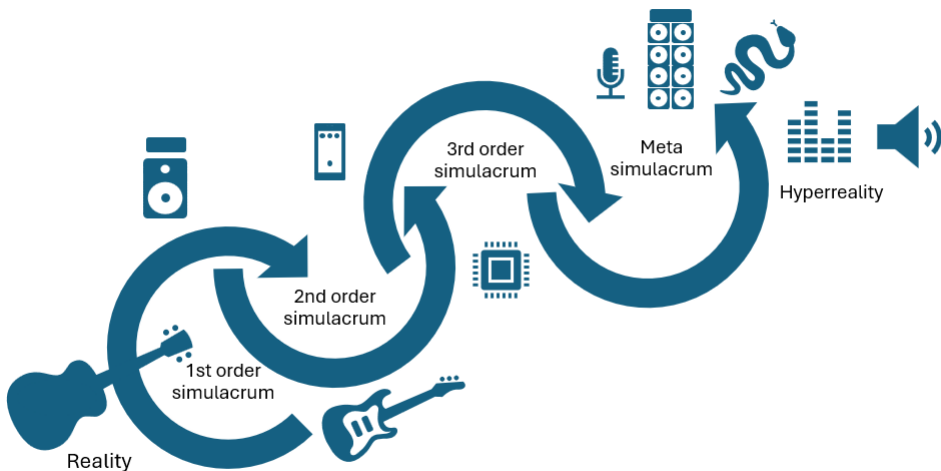 Reality
1st order
simulacrum
2nd order
simulacrum
3rd order
simulacrum
Meta
simulacrum
Hyperreality